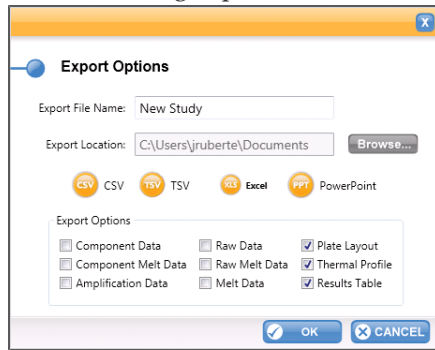 X
Export Options
Export File Name: New Study
Export Location: C:\Users\jruberte\Documents Browse...
CSV CSV TSV TSV XLS Excel PPT PowerPoint
Export Options
Component Data Raw Data Plate Layout
Component Melt Data Raw Melt Data Thermal Profile
Amplification Data Melt Data Results Table
OK CANCEL